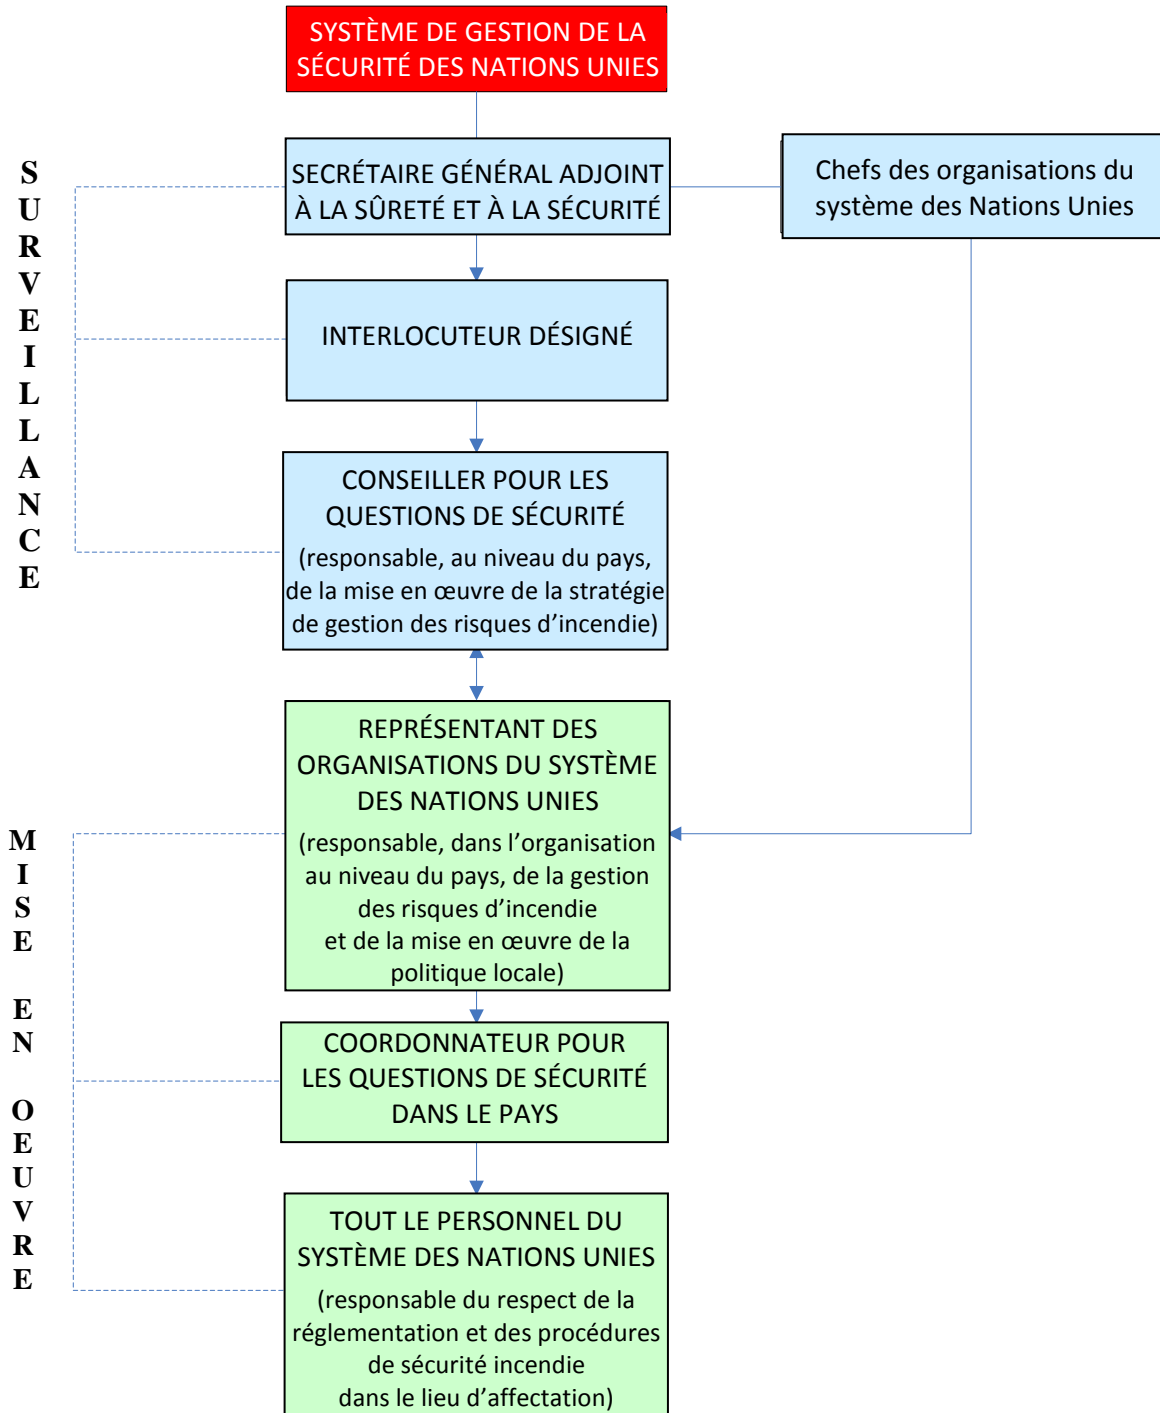 SYSTÈME DE GESTION DE LA
SÉCURITÉ DES NATIONS UNIES
SURVEILLANCE
SECRÉTAIRE GÉNÉRAL ADJOINT
À LA SÛRETÉ ET À LA SÉCURITÉ
Chefs des organisations du
système des Nations Unies
INTERLOCUTEUR DÉSIGNÉ
CONSEILLER POUR LES
QUESTIONS DE SÉCURITÉ
(responsable, au niveau du pays,
de la mise en œuvre de la stratégie
de gestion des risques d’incendie)
MISE EN OEUVRE
REPRÉSENTANT DES
ORGANISATIONS DU SYSTÈME
DES NATIONS UNIES
(responsable, dans l’organisation
au niveau du pays, de la gestion
des risques d’incendie
et de la mise en œuvre de la
politique locale)
COORDONNATEUR POUR
LES QUESTIONS DE SÉCURITÉ
DANS LE PAYS
TOUT LE PERSONNEL DU
SYSTÈME DES NATIONS UNIES
(responsable du respect de la
réglementation et des procédures
de sécurité incendie
dans le lieu d’affectation)